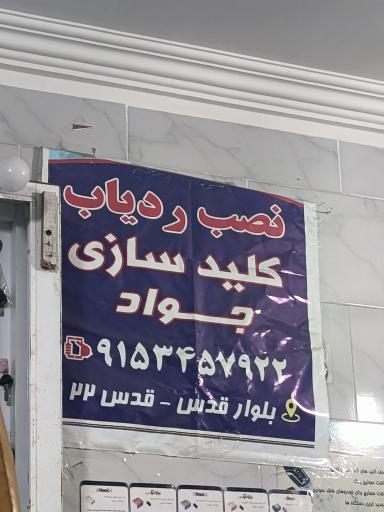 نصب ردیاب
کلید سازی
جواد
۰۹۱۵۳۴۵۷۹۲۲
بلوار قدس - قدس ۲۲